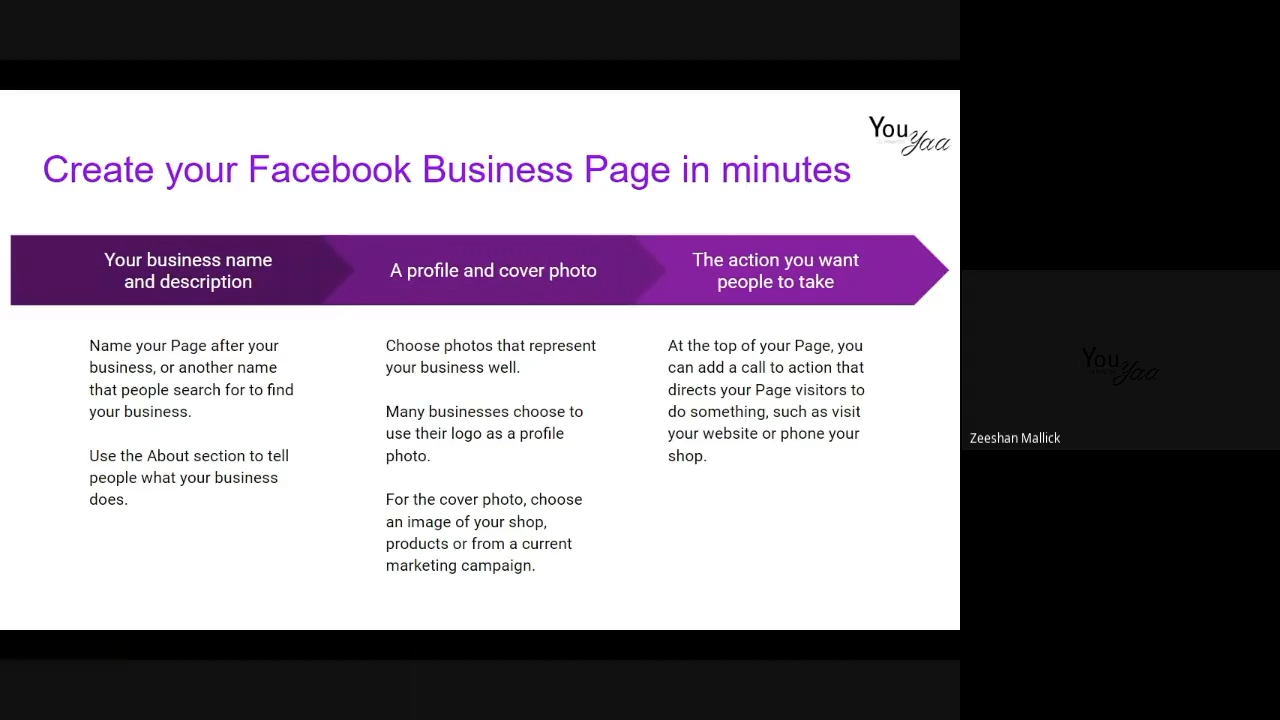 You
Yaa
Create your Facebook Business Page in minutes
Your business name
and description
A profile and cover photo
The action you want
people to take
Name your Page after your
business, or another name
that people search for to find
your business.
Use the About section to tell
people what your business
does.
Choose photos that represent
your business well.
Many businesses choose to
use their logo as a profile
photo.
For the cover photo, choose
an image of your shop,
products or from a current
marketing campaign.
At the top of your Page, you
can add a call to action that
directs your Page visitors to
do something, such as visit
your website or phone your
shop.
You
Yaa
Zeeshan Mallick